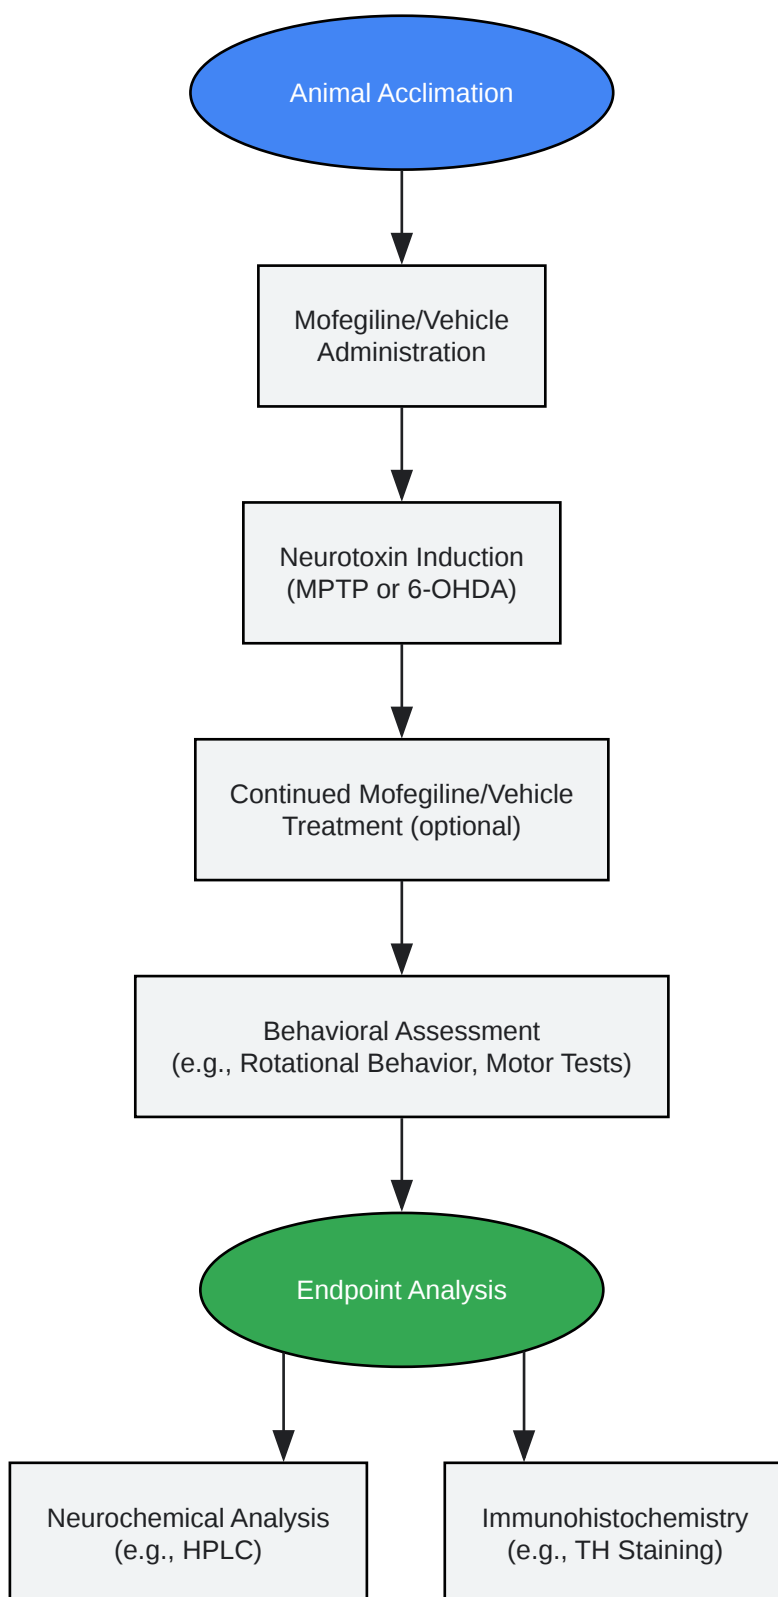 Animal Acclimation
Mofegiline/Vehicle
Administration
Neurotoxin Induction
(MPTP or 6-OHDA)
Continued Mofegiline/Vehicle
Treatment (optional)
Behavioral Assessment
(e.g., Rotational Behavior, Motor Tests)
Endpoint Analysis
Neurochemical Analysis
(e.g., HPLC)
Immunohistochemistry
(e.g., TH Staining)